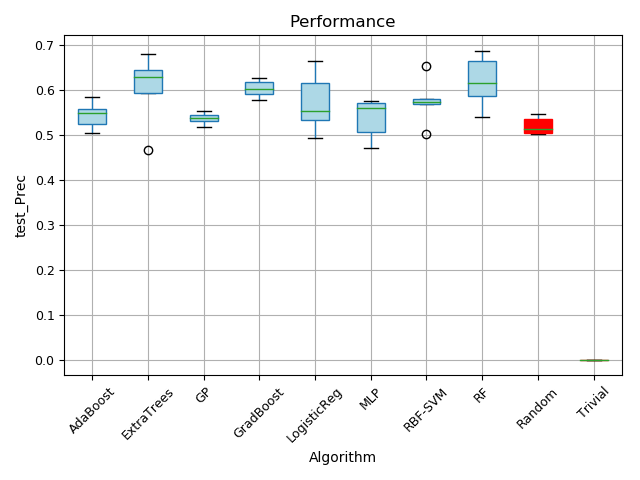 Performance
0.7
0.6
0.5
0.4
0.3
0.2
0.1
0.0
test_Prec
AdaBoost
ExtraTrees
GP
GradBoost
LogisticReg
MLP
RBF-SVM
RF
Random
Trivial
Algorithm